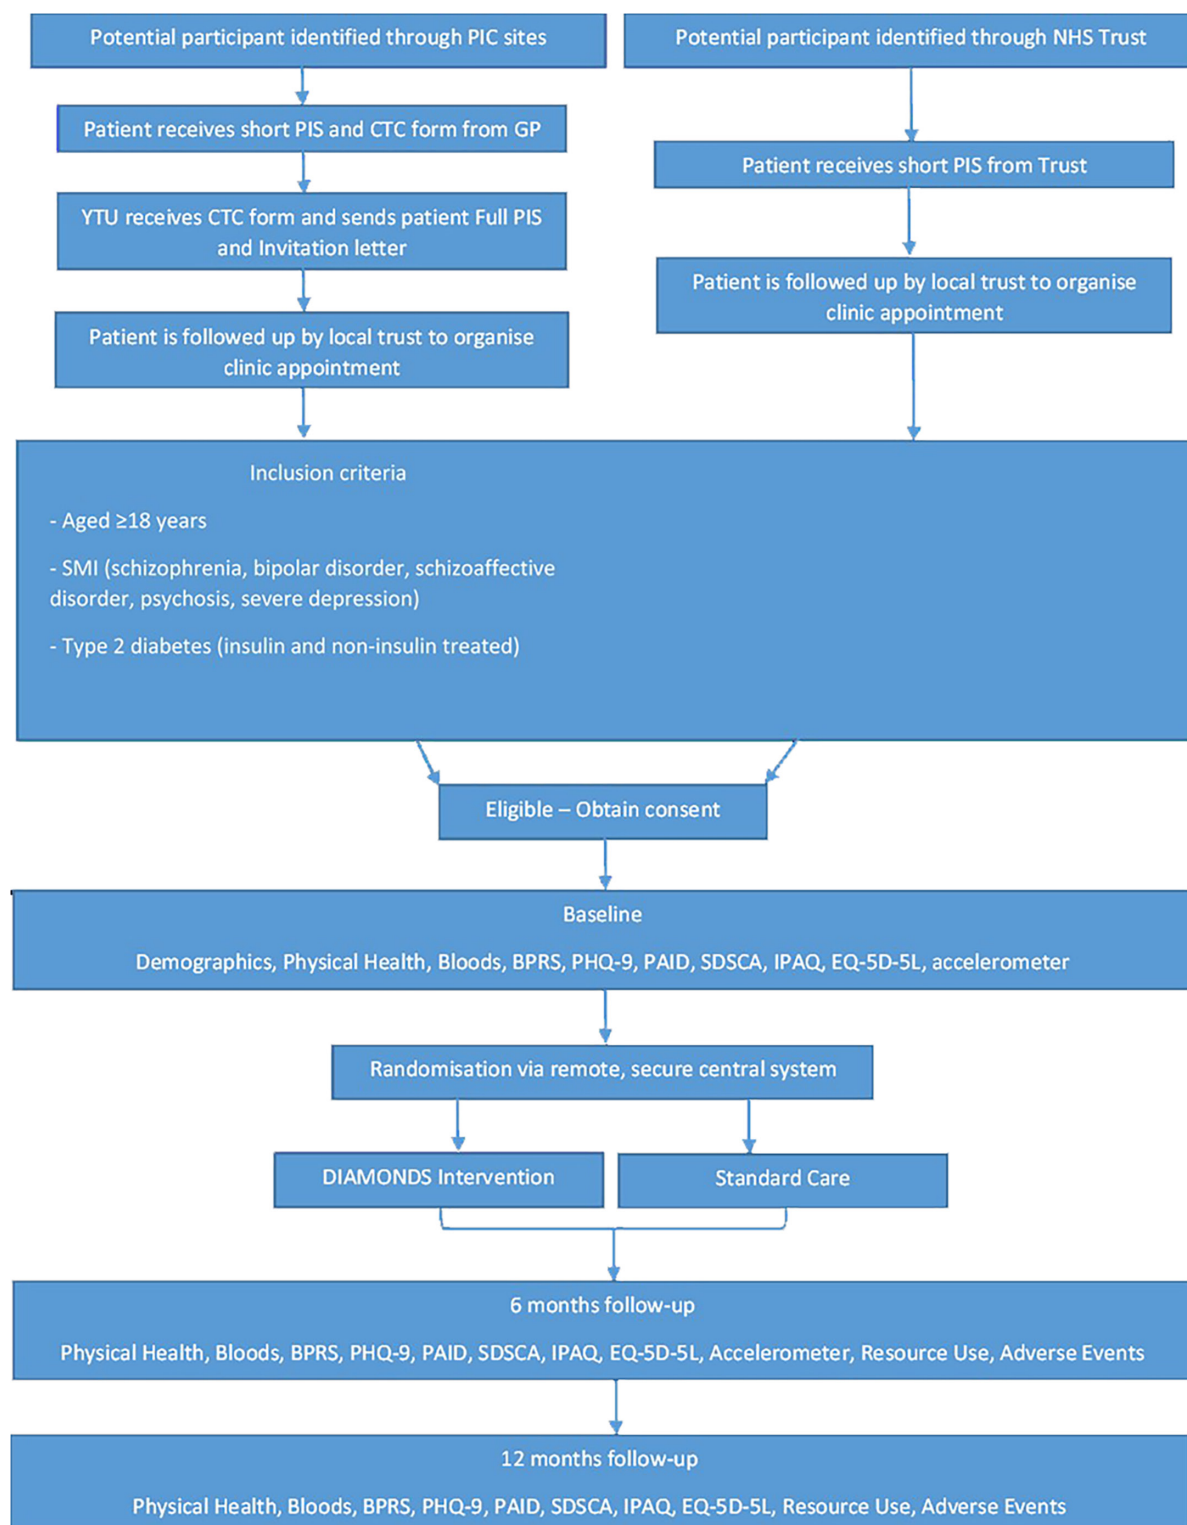 Potential participant identified through PIC sites
Potential participant identified through NHS Trust
Patient receives short PIS and CTC form from GP
Patient receives short PIS from Trust
YTU receives CTC form and sends patient Full PIS
and Invitation letter
Patient is followed up by local trust to organise
clinic appointment
Patient is followed up by local trust to organise
clinic appointment
Inclusion criteria
- Aged ≥18 years
- SMI (schizophrenia, bipolar disorder, schizoaffective
disorder, psychosis, severe depression)
- Type 2 diabetes (insulin and non-insulin treated)
Eligible – Obtain consent
Baseline
Demographics, Physical Health, Bloods, BPRS, PHQ-9, PAID, SDSCA, IPAQ, EQ-5D-5L, accelerometer
Randomisation via remote, secure central system
DIAMONDS Intervention
Standard Care
6 months follow-up
Physical Health, Bloods, BPRS, PHQ-9, PAID, SDSCA, IPAQ, EQ-5D-5L, Accelerometer, Resource Use, Adverse Events
12 months follow-up
Physical Health, Bloods, BPRS, PHQ-9, PAID, SDSCA, IPAQ, EQ-5D-5L, Resource Use, Adverse Events